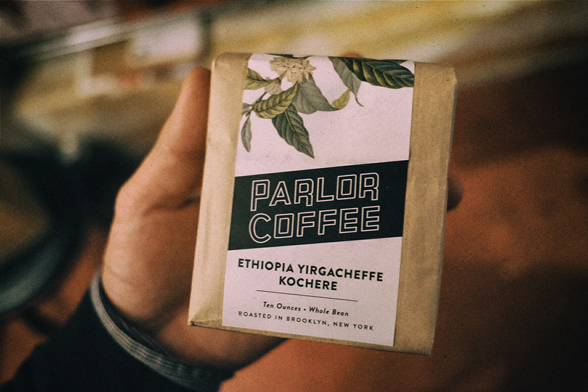 PARLOR
COFFEE
ETHIOPIA YIRGACHEFFE
KOCHERE
Ten Ounces • Whole Bean
ROASTED IN BROOKLYN, NEW YORK